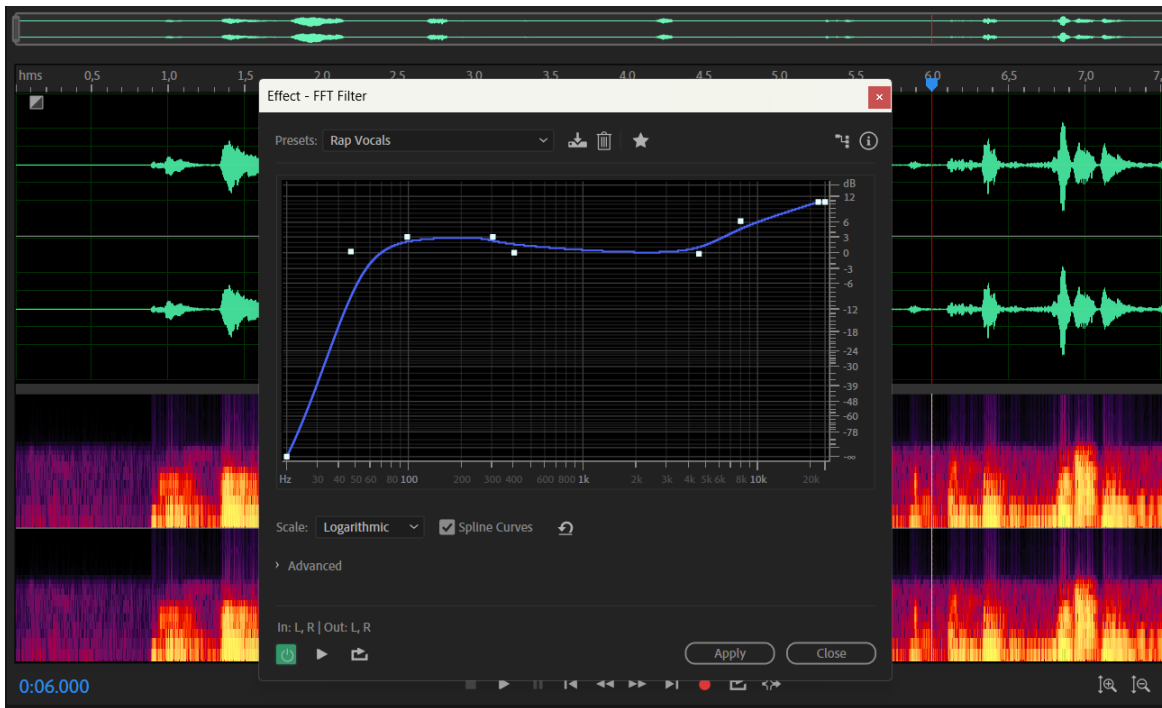 hms 0,5 1,0 1,5 2,0 2,5 3,0 3,5 4,0 4,5 5,0 5,5 6,0 6,5 7,0
Effect - FFT Filter
Presets: Rap Vocals
dB
12
6
3
0
-3
-6
-12
-18
-24
-30
-39
-48
-60
-78
-∞
Hz 30 40 50 60 80 100 200 300 400 600 800 1k 2k 3k 4k 5k 6k 8k 10k 20k
Scale: Logarithmic Spline Curves
Advanced
In: L, R | Out: L, R
Apply Close
0:06.000